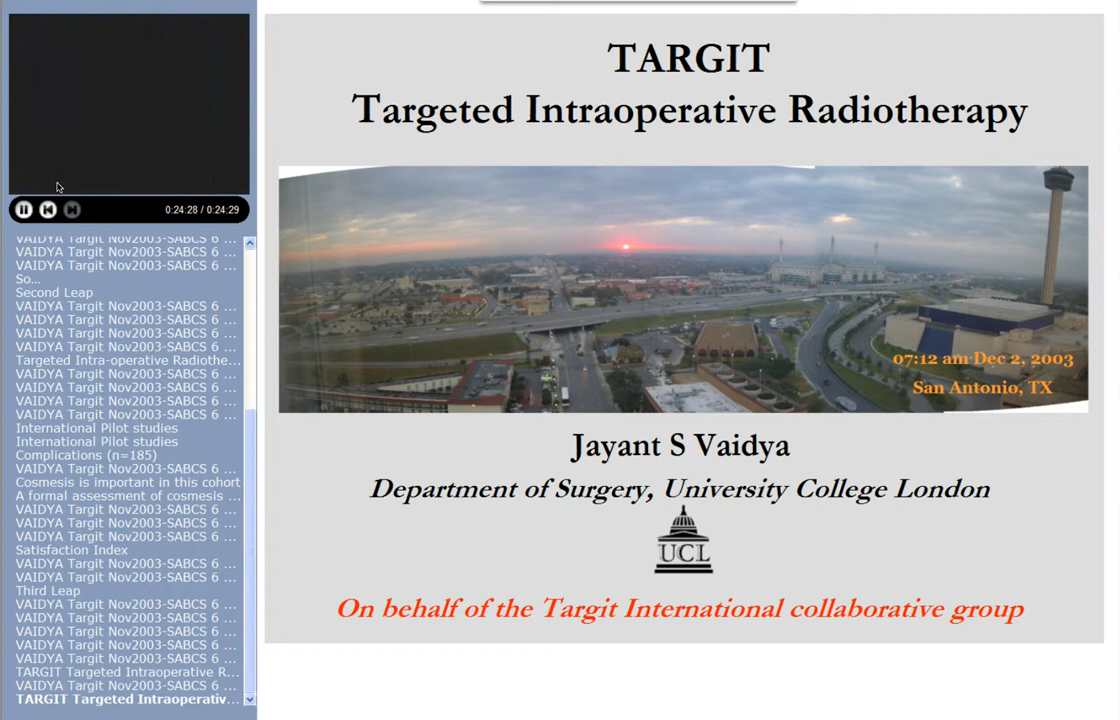 0:24:28 / 0:24:29
VAIDYA Targit Nov2003-SABCS 6 ...
VAIDYA Targit Nov2003-SABCS 6 ...
VAIDYA Targit Nov2003-SABCS 6 ...
So...
Second Leap
VAIDYA Targit Nov2003-SABCS 6 ...
VAIDYA Targit Nov2003-SABCS 6 ...
VAIDYA Targit Nov2003-SABCS 6 ...
VAIDYA Targit Nov2003-SABCS 6 ...
Targeted Intra-operative Radiothe...
VAIDYA Targit Nov2003-SABCS 6 ...
VAIDYA Targit Nov2003-SABCS 6 ...
VAIDYA Targit Nov2003-SABCS 6 ...
VAIDYA Targit Nov2003-SABCS 6 ...
International Pilot studies
International Pilot studies
Complications (n=185)
VAIDYA Targit Nov2003-SABCS 6 ...
Cosmesis is important in this cohort
A formal assessment of cosmesis ...
VAIDYA Targit Nov2003-SABCS 6 ...
VAIDYA Targit Nov2003-SABCS 6 ...
VAIDYA Targit Nov2003-SABCS 6 ...
Satisfaction Index
VAIDYA Targit Nov2003-SABCS 6 ...
VAIDYA Targit Nov2003-SABCS 6 ...
Third Leap
VAIDYA Targit Nov2003-SABCS 6 ...
VAIDYA Targit Nov2003-SABCS 6 ...
VAIDYA Targit Nov2003-SABCS 6 ...
VAIDYA Targit Nov2003-SABCS 6 ...
VAIDYA Targit Nov2003-SABCS 6 ...
TARGIT Targeted Intraoperative R...
VAIDYA Targit Nov2003-SABCS 6 ...
TARGIT Targeted Intraoperativ...
TARGIT
Targeted Intraoperative Radiotherapy
07:12 am Dec 2, 2003
San Antonio, TX
Jayant S Vaidya
Department of Surgery, University College London
UCL
On behalf of the Targit International collaborative group